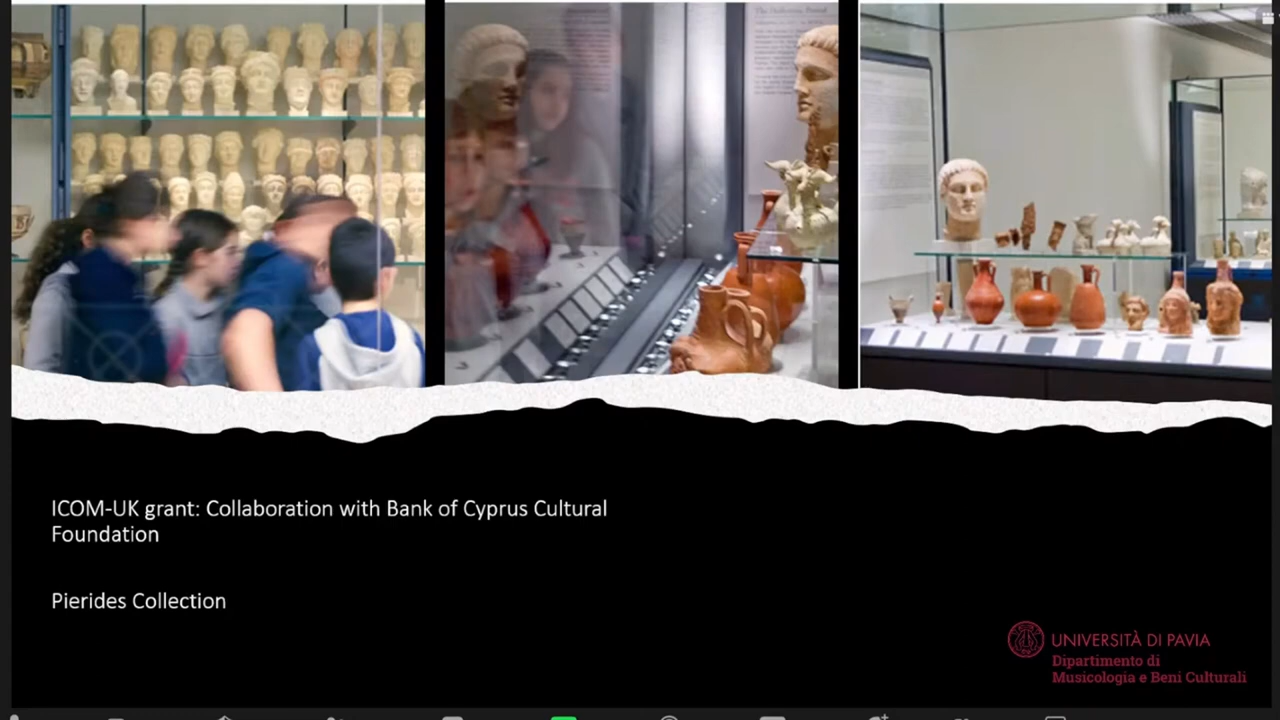 ICOM-UK grant: Collaboration with Bank of Cyprus Cultural
Foundation
Pierides Collection
UNIVERSITÀ DI PAVIA
Dipartimento di
Musicologia e Beni Culturali